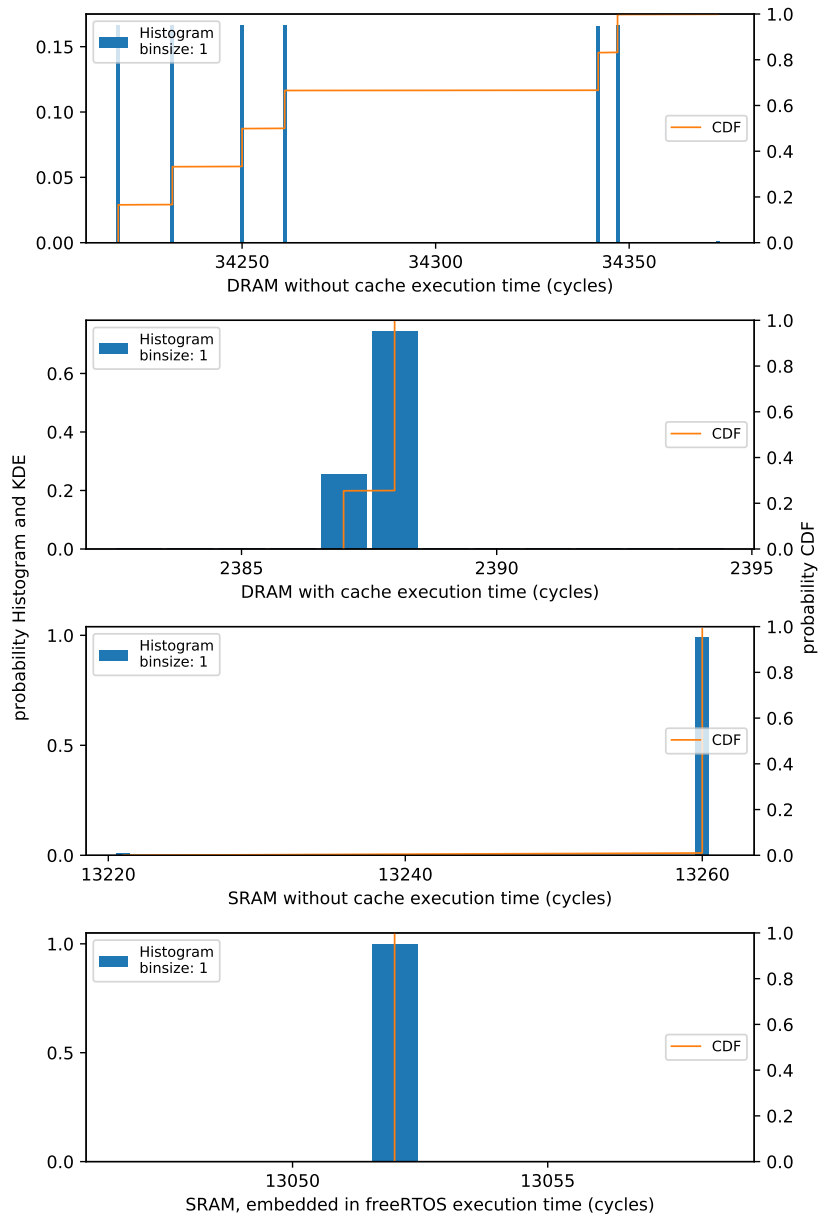 probability Histogram and KDE
probability CDF
Histogram
binsize: 1
CDF
0.15
0.10
0.05
0.00
1.0
0.8
0.6
0.4
0.2
0.0
34250 34300 34350
DRAM without cache execution time (cycles)
Histogram
binsize: 1
CDF
0.6
0.4
0.2
0.0
1.0
0.8
0.6
0.4
0.2
0.0
2385 2390 2395
DRAM with cache execution time (cycles)
Histogram
binsize: 1
CDF
1.0
0.5
0.0
1.0
0.8
0.6
0.4
0.2
0.0
13220 13240 13260
SRAM without cache execution time (cycles)
Histogram
binsize: 1
CDF
1.0
0.5
0.0
1.0
0.8
0.6
0.4
0.2
0.0
13050 13055
SRAM, embedded in freeRTOS execution time (cycles)